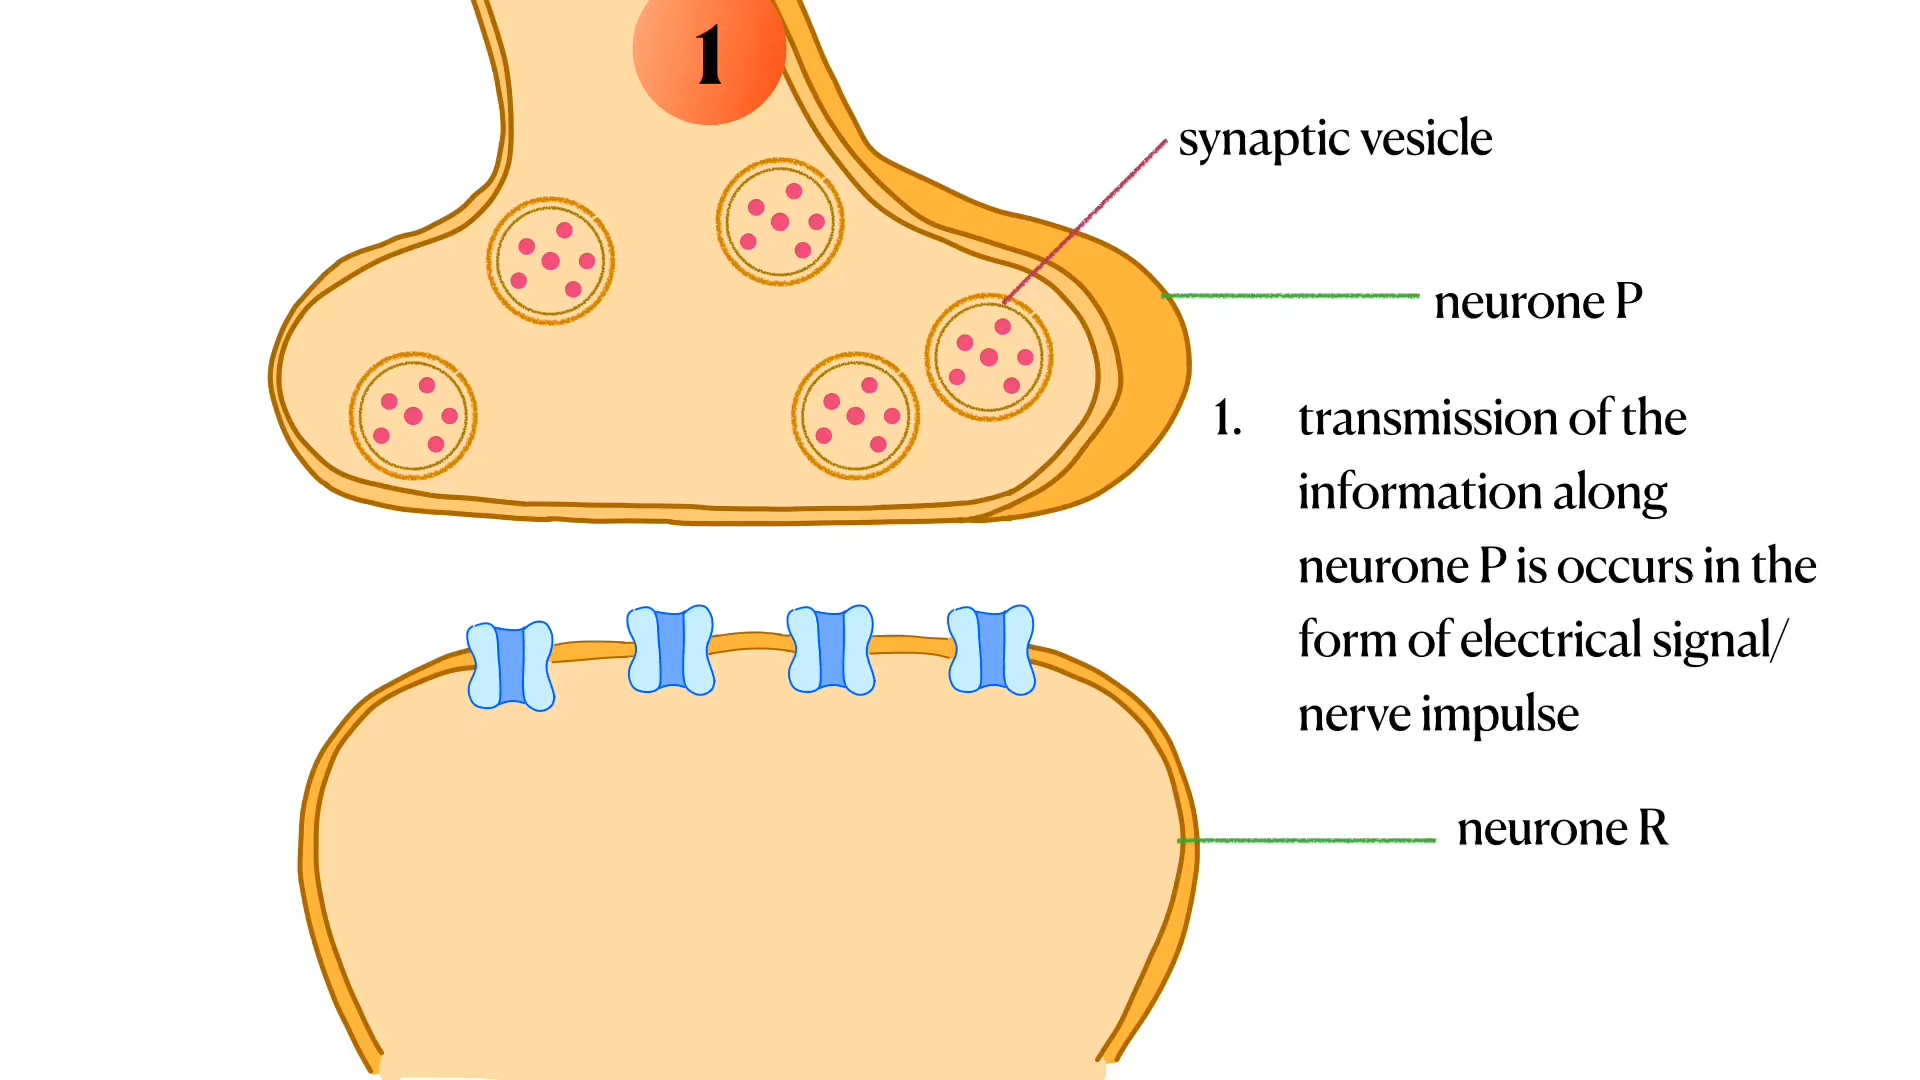 1
synaptic vesicle
neurone P
1. transmission of the
information along
neurone P is occurs in the
form of electrical signal/
nerve impulse
neurone R